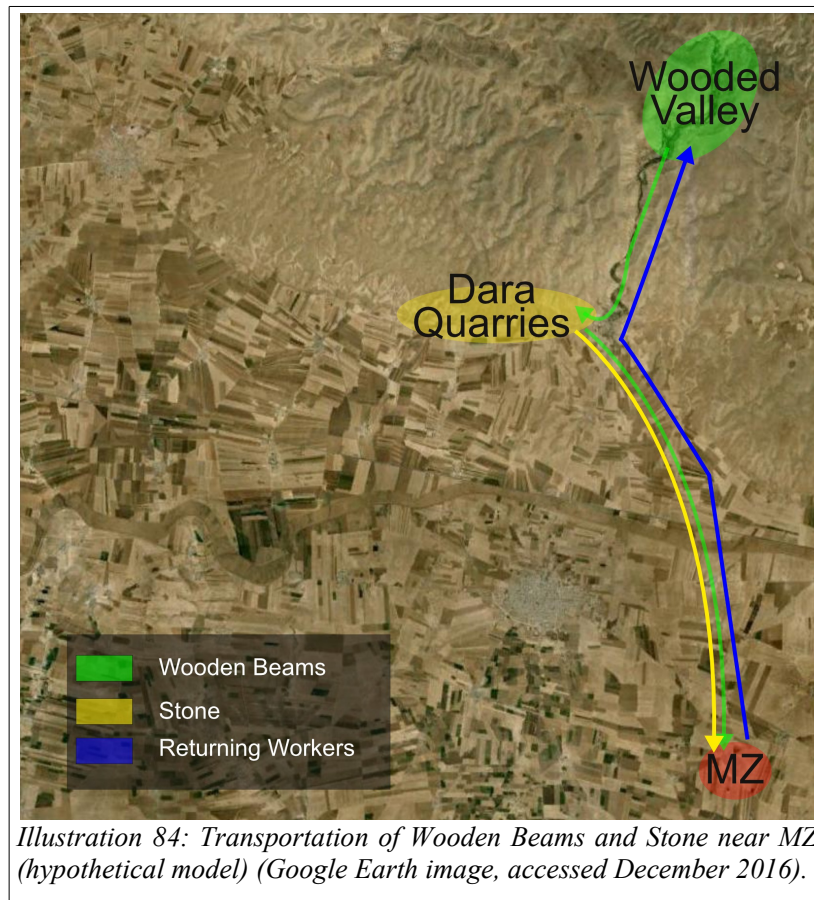 Wooded
Valley
Dara
Quarries
Wooden Beams
Stone
Returning Workers
MZ
Illustration 84: Transportation of Wooden Beams and Stone near MZ
(hypothetical model) (Google Earth image, accessed December 2016).